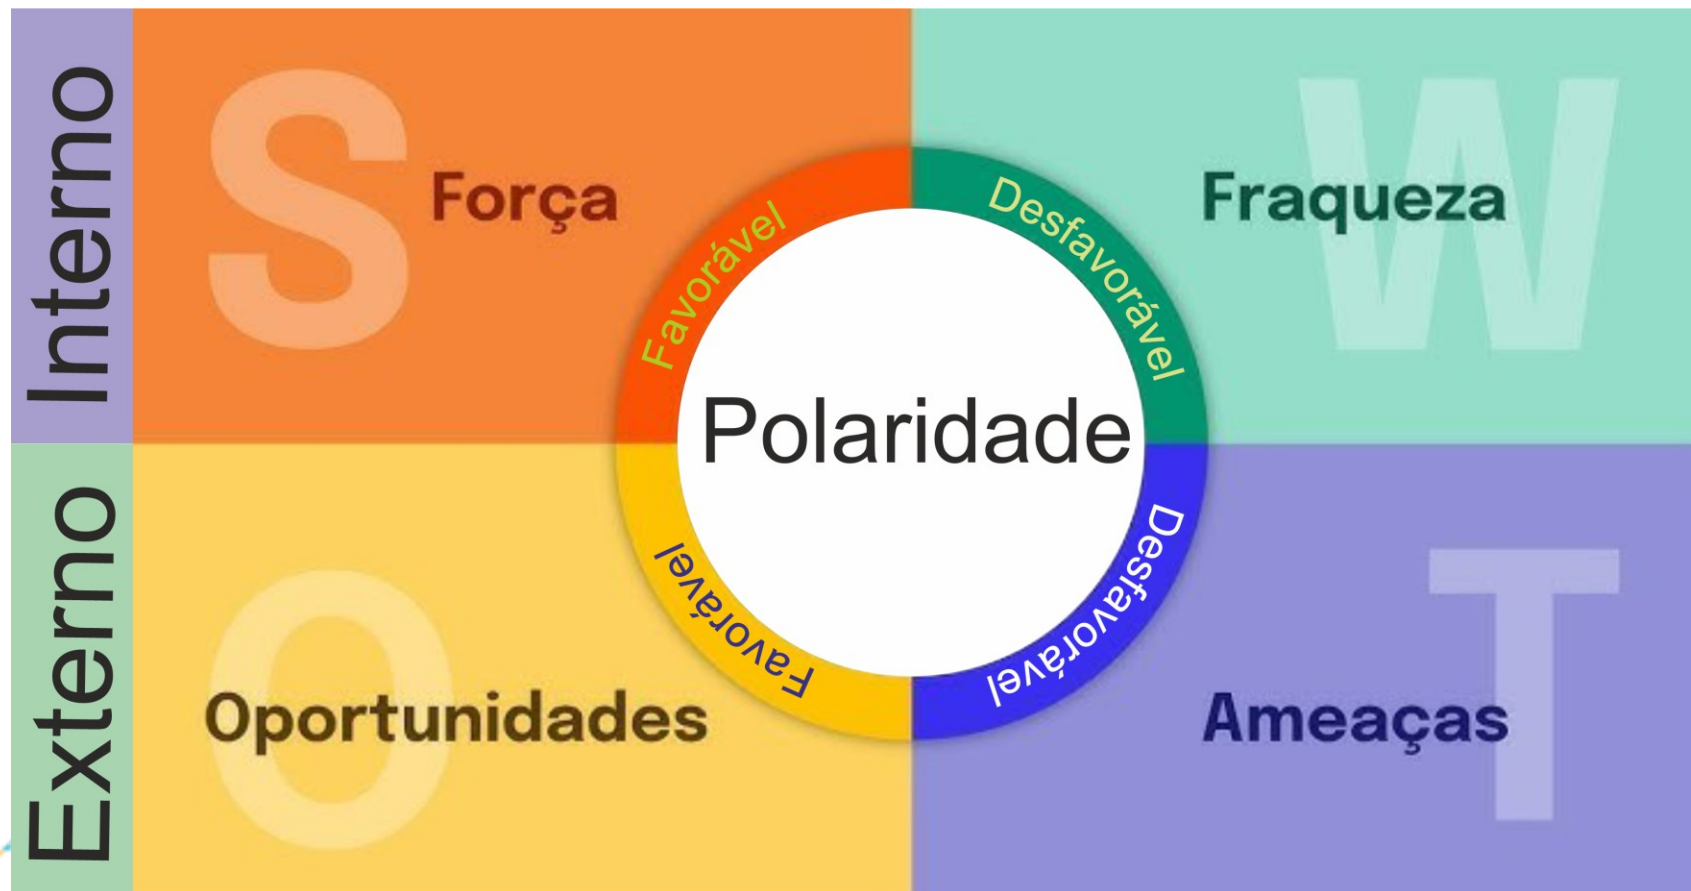 Interno
S
Força
Favorável
Desfavorável
Fraqueza
W
Polaridade
Externo
O
Oportunidades
Favorável
Desfavorável
Ameaças
T